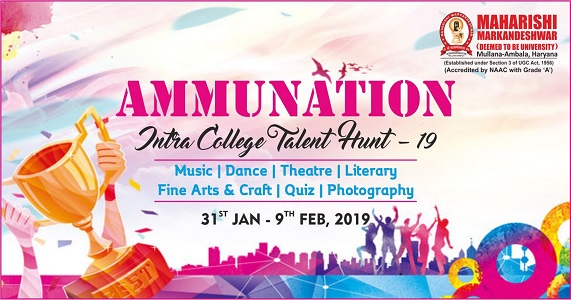 MAHARISHI
MARKANDESHWAR
(DEEMED TO BE UNIVERSITY)
Mullana-Ambala, Haryana
(Established under Section 3 of UGC Act, 1956)
(Accredited by NAAC with Grade 'A')
AMMUNATION
Intra College Talent Hunt - 19
Music | Dance | Theatre | Literary
Fine Arts & Craft | Quiz | Photography
31ST JAN - 9TH FEB, 2019
BEST